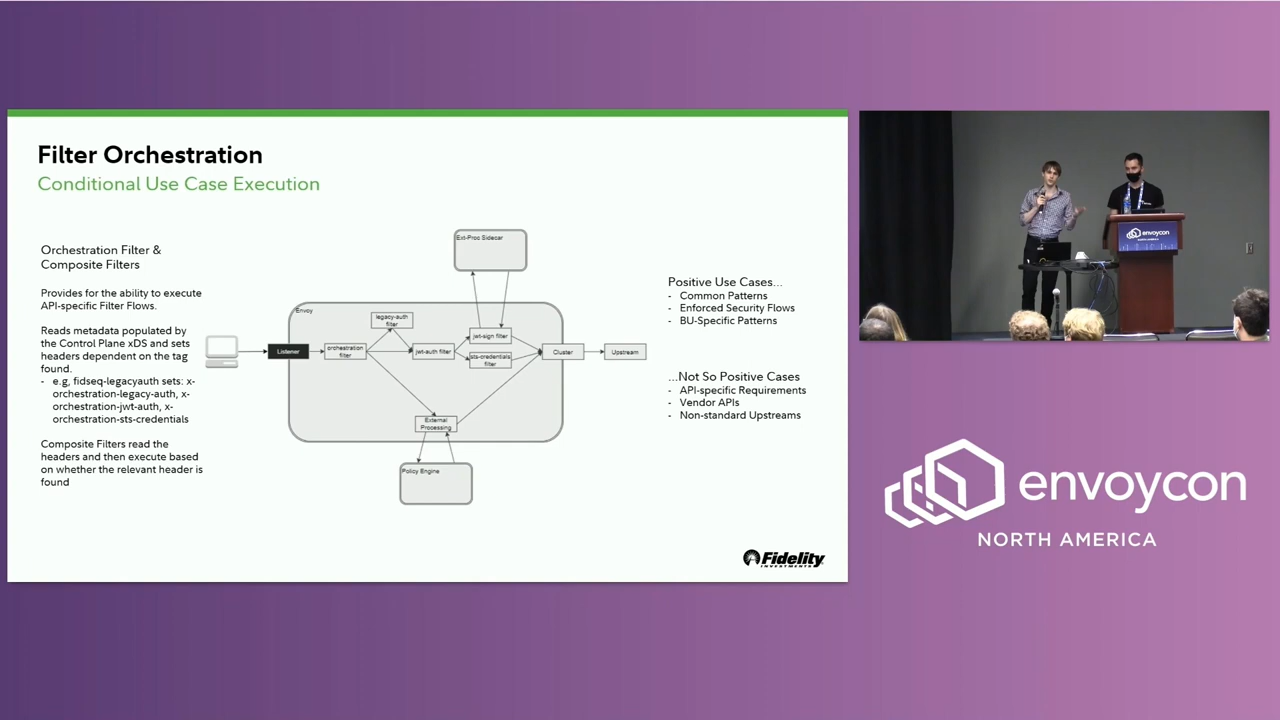 Filter Orchestration
Conditional Use Case Execution
Orchestration Filter &
Composite Filters
Provides for the ability to execute
API-specific Filter Flows.
Reads metadata populated by
the Control Plane xDS and sets
headers dependent on the tag
found.
- e.g, fidseq-legacyauth sets: x-
orchestration-legacy-auth, x-
orchestration-jwt-auth, x-
orchestration-sts-credentials
Composite Filters read the
headers and then execute based
on whether the relevant header is
found
Ext-Proc Sidecar
Envoy
legacy-auth
filter
Listener
orchestration
filter
jwt-auth filter
jwt-sign filter
sts-credentials
filter
Cluster
Upstream
External
Processing
Policy Engine
Positive Use Cases...
- Common Patterns
- Enforced Security Flows
- BU-Specific Patterns
...Not So Positive Cases
- API-specific Requirements
- Vendor APIs
- Non-standard Upstreams
Fidelity
INVESTMENTS
envoycon
NORTH AMERICA
envoycon
NORTH AMERICA